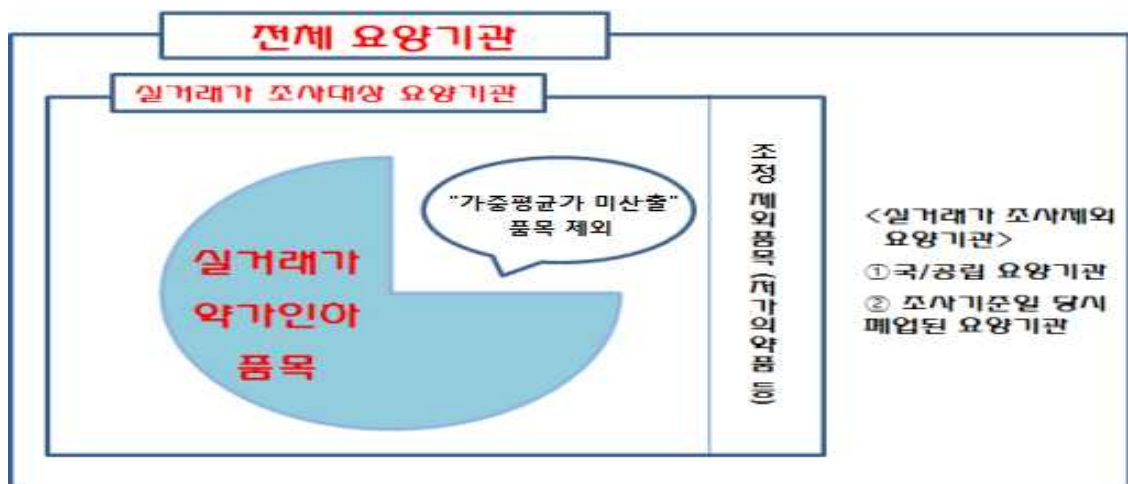 전체 요양기관
실거래가 조사대상 요양기관
"가중평균가 미산출"
품목 제외
실거래가
약가인하
품목
조정 제외품목(저가의약품 등)
<실거래가 조사제외
요양기관>
①국/공립 요양기관
② 조사기준일 당시
폐업된 요양기관